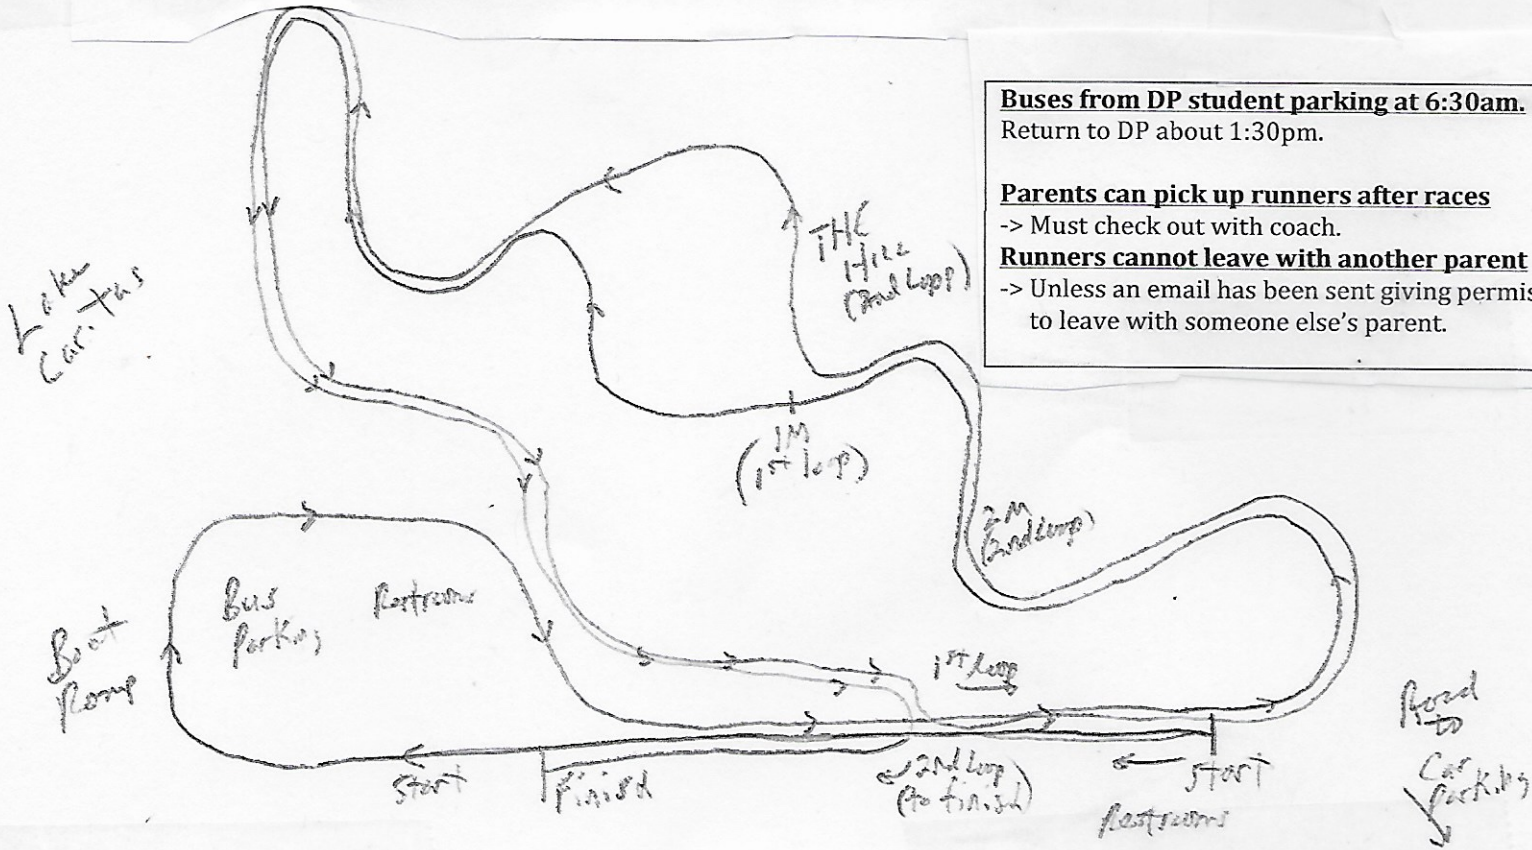 Buses from DP student parking at 6:30am.
Return to DP about 1:30pm.
Parents can pick up runners after races
-> Must check out with coach.
Runners cannot leave with another parent
-> Unless an email has been sent giving permis
to leave with someone else's parent.
THE
HILL
(2nd Loop)
Lake
1M
(1st loop)
2M
(2nd Loop)
Bus
Parking
Restrooms
Boat
Ramp
1st Loop
Road
to
Car
Parking
Start
Finish
2nd Loop
(to finish)
Start
Restrooms